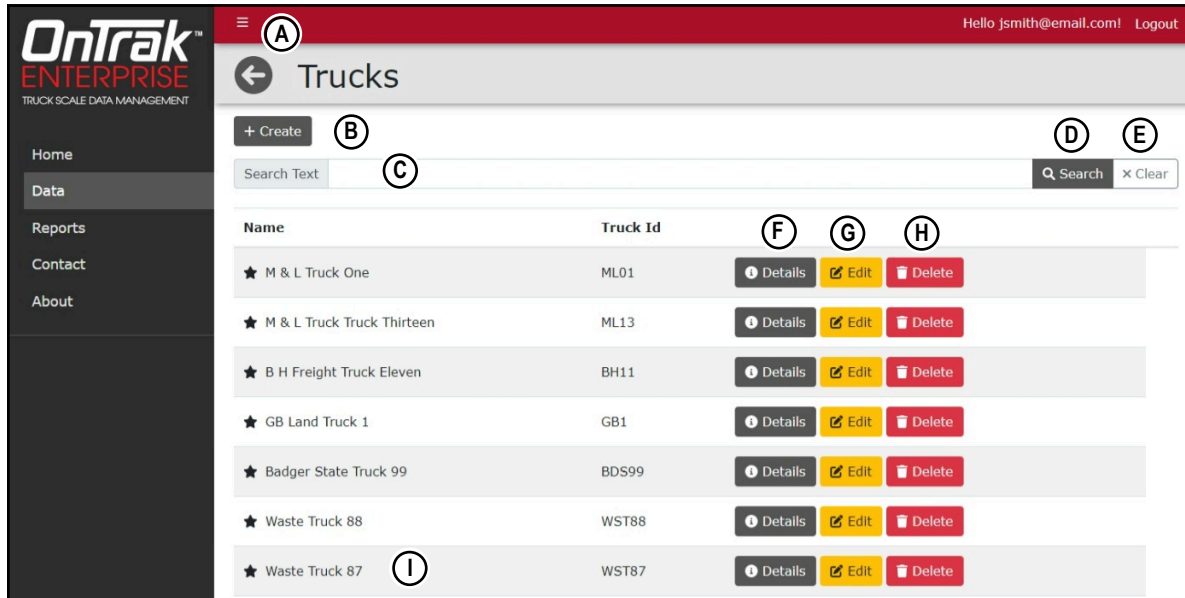 OnTrak™
ENTERPRISE
TRUCK SCALE DATA MANAGEMENT
Home
Data
Reports
Contact
About
A
Hello jsmith@email.com! Logout
Trucks
+ Create
B
D
E
Search Text
C
Search
× Clear
Name Truck Id
F
G
H
M & L Truck One ML01 Details Edit Delete
M & L Truck Truck Thirteen ML13 Details Edit Delete
B H Freight Truck Eleven BH11 Details Edit Delete
GB Land Truck 1 GB1 Details Edit Delete
Badger State Truck 99 BDS99 Details Edit Delete
Waste Truck 88 WST88 Details Edit Delete
Waste Truck 87 I WST87 Details Edit Delete